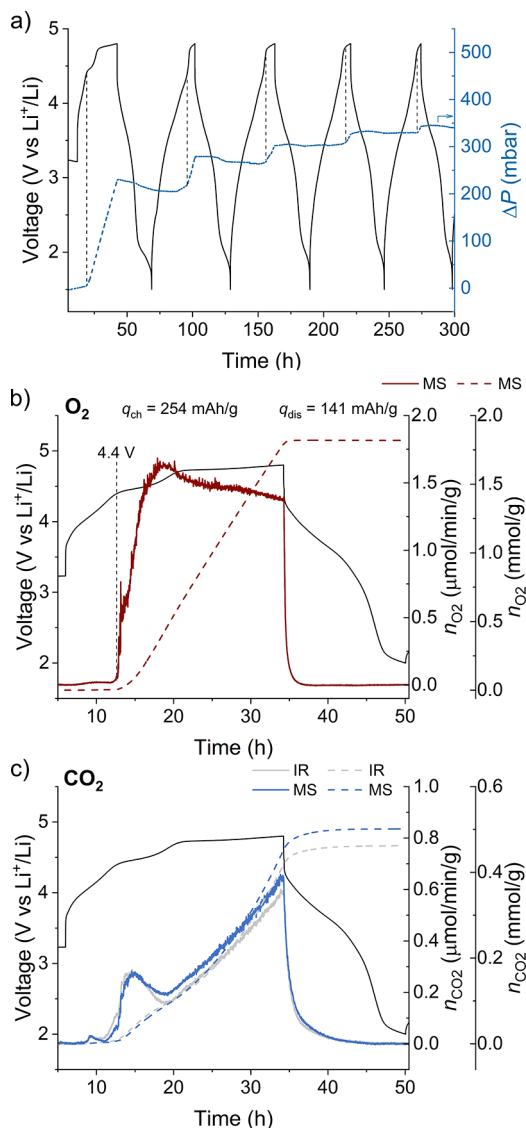 a)
5
4
3
2
Voltage (V vs Li⁺/Li)
500
400
300
200
100
0
ΔP (mbar)
50
100
150
200
250
300
Time (h)
MS
MS
b)
O₂
q_ch = 254 mAh/g
q_dis = 141 mAh/g
4.4 V
5
4
3
2
Voltage (V vs Li⁺/Li)
2.0
1.5
1.0
0.5
0.0
n_O2 (μmol/min/g)
2.0
1.5
1.0
0.5
0.0
n_O2 (mmol/g)
10
20
30
40
50
Time (h)
c)
CO₂
IR
IR
MS
MS
5
4
3
2
Voltage (V vs Li⁺/Li)
1.0
0.8
0.6
0.4
0.2
0.0
n_CO2 (μmol/min/g)
0.6
0.4
0.2
0.0
n_CO2 (mmol/g)
10
20
30
40
50
Time (h)